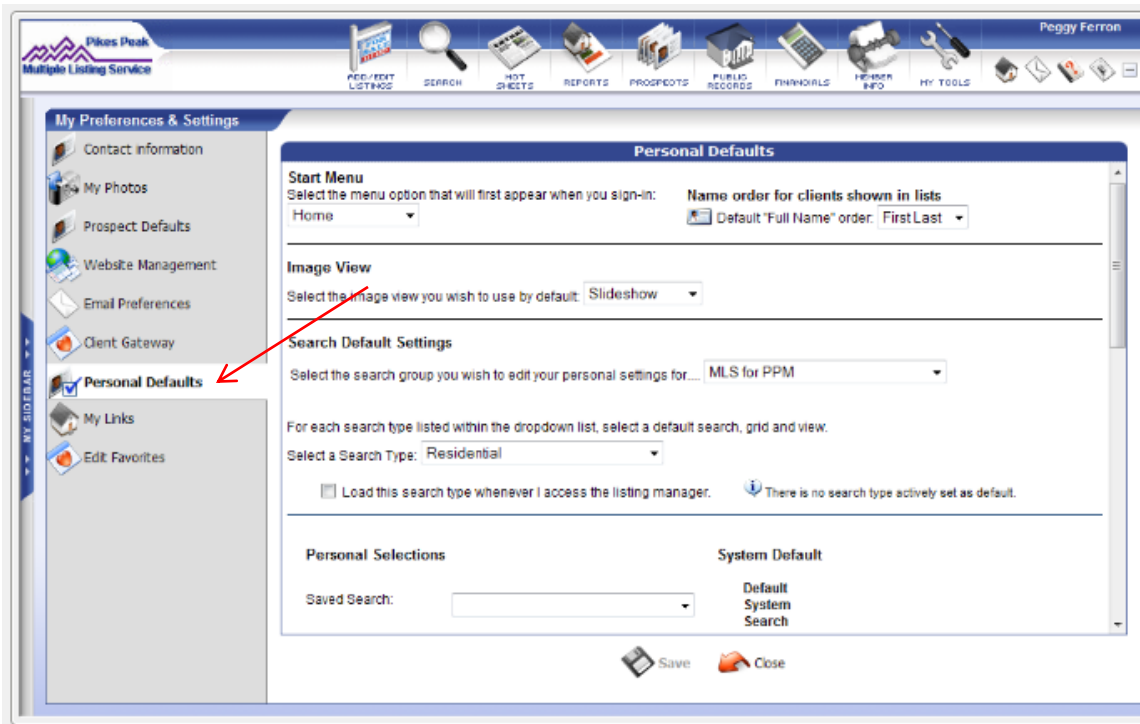 Pikes Peak
Multiple Listing Service
ADD/EDIT
LISTINGS
SEARCH
HOT
SHEETS
REPORTS
PROSPECTS
PUBLIC
RECORDS
FINANCIALS
MEMBER
INFO
MY TOOLS
Peggy Ferron
My Preferences & Settings
Contact information
My Photos
Prospect Defaults
Website Management
Email Preferences
Client Gateway
Personal Defaults
My Links
Edit Favorites
MY SIDEBAR
Personal Defaults
Start Menu
Select the menu option that will first appear when you sign-in:
Home
Name order for clients shown in lists
Default "Full Name" order: First Last
Image View
Select the image view you wish to use by default: Slideshow
Search Default Settings
Select the search group you wish to edit your personal settings for.... MLS for PPM
For each search type listed within the dropdown list, select a default search, grid and view.
Select a Search Type: Residential
Load this search type whenever I access the listing manager.
There is no search type actively set as default.
Personal Selections
System Default
Saved Search:
Default
System
Search
Save
Close